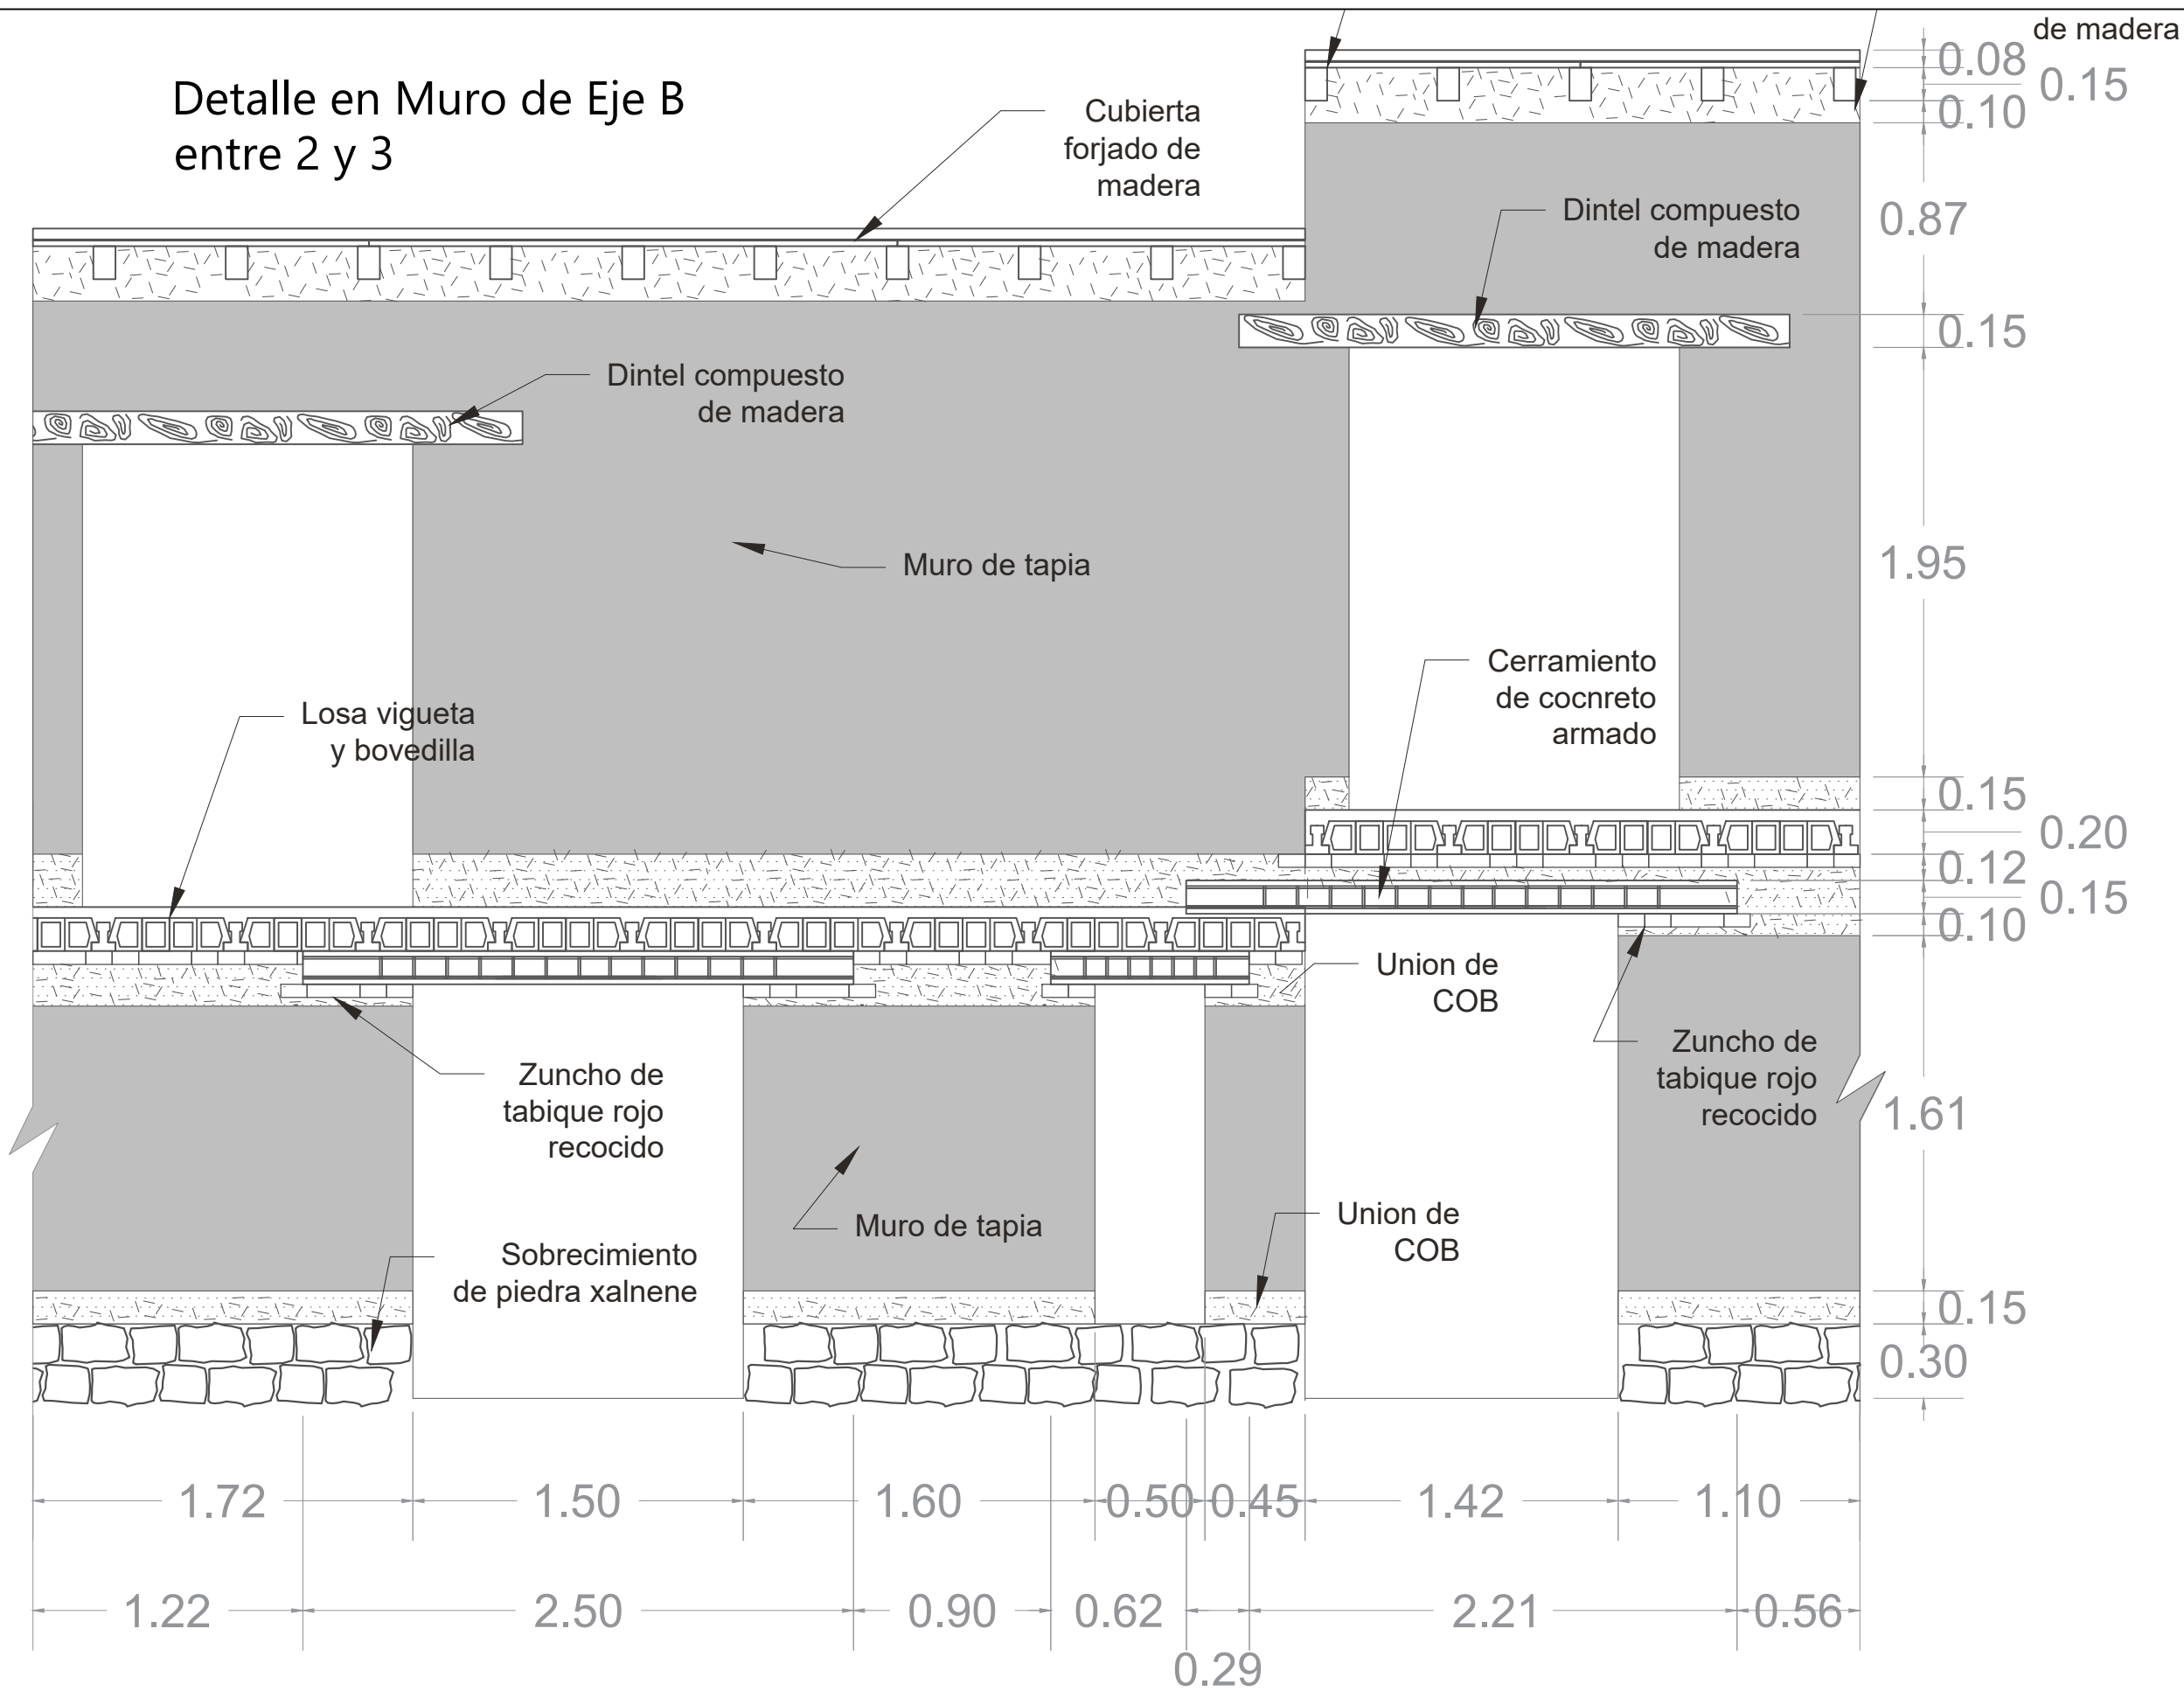 de madera
Detalle en Muro de Eje B
entre 2 y 3
Cubierta
forjado de
madera
0.08
0.15
0.10
Dintel compuesto
de madera
0.87
0.15
Dintel compuesto
de madera
Muro de tapia
1.95
Cerramiento
de cocnreto
armado
Losa vigueta
y bovedilla
0.15
0.20
0.12
0.15
0.10
Union de
COB
Zuncho de
tabique rojo
recocido
Zuncho de
tabique rojo
recocido
1.61
Muro de tapia
Union de
COB
Sobrecimiento
de piedra xalnene
0.15
0.30
1.72
1.50
1.60
0.50
0.45
1.42
1.10
1.22
2.50
0.90
0.62
2.21
0.56
0.29